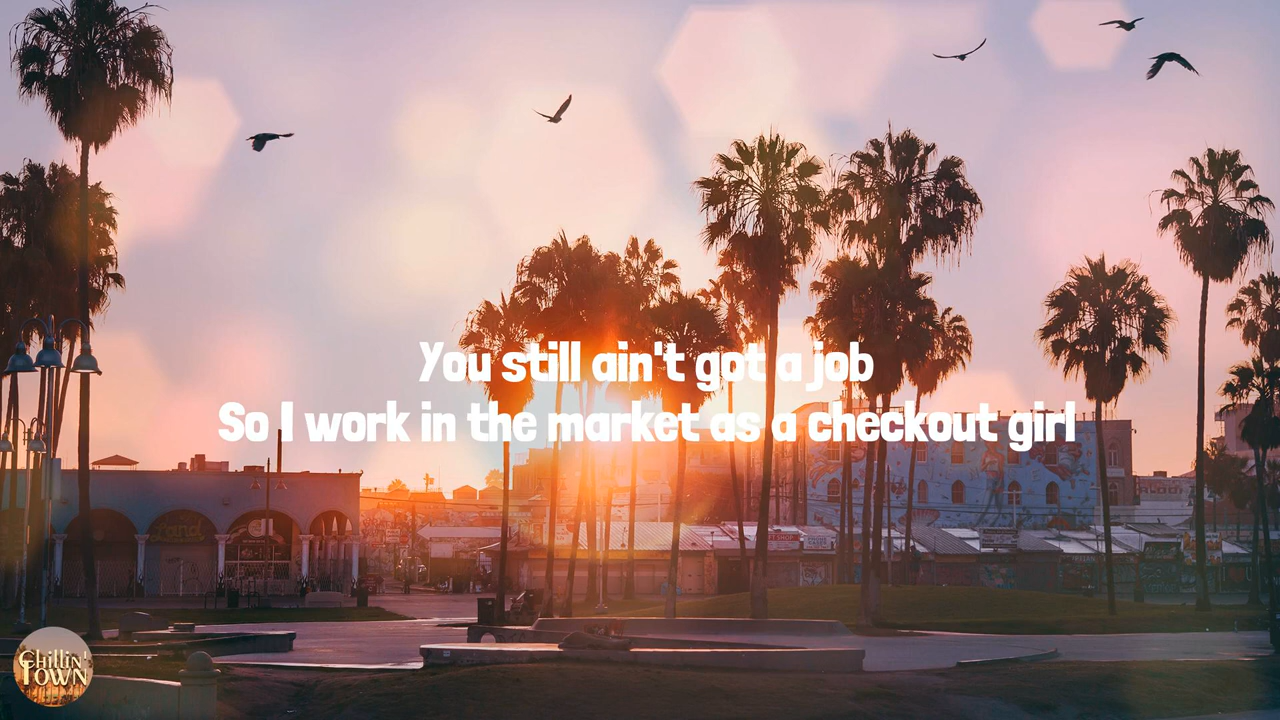 You still ain't got a job
So I work in the market as a checkout girl
Chillin'
TOWN